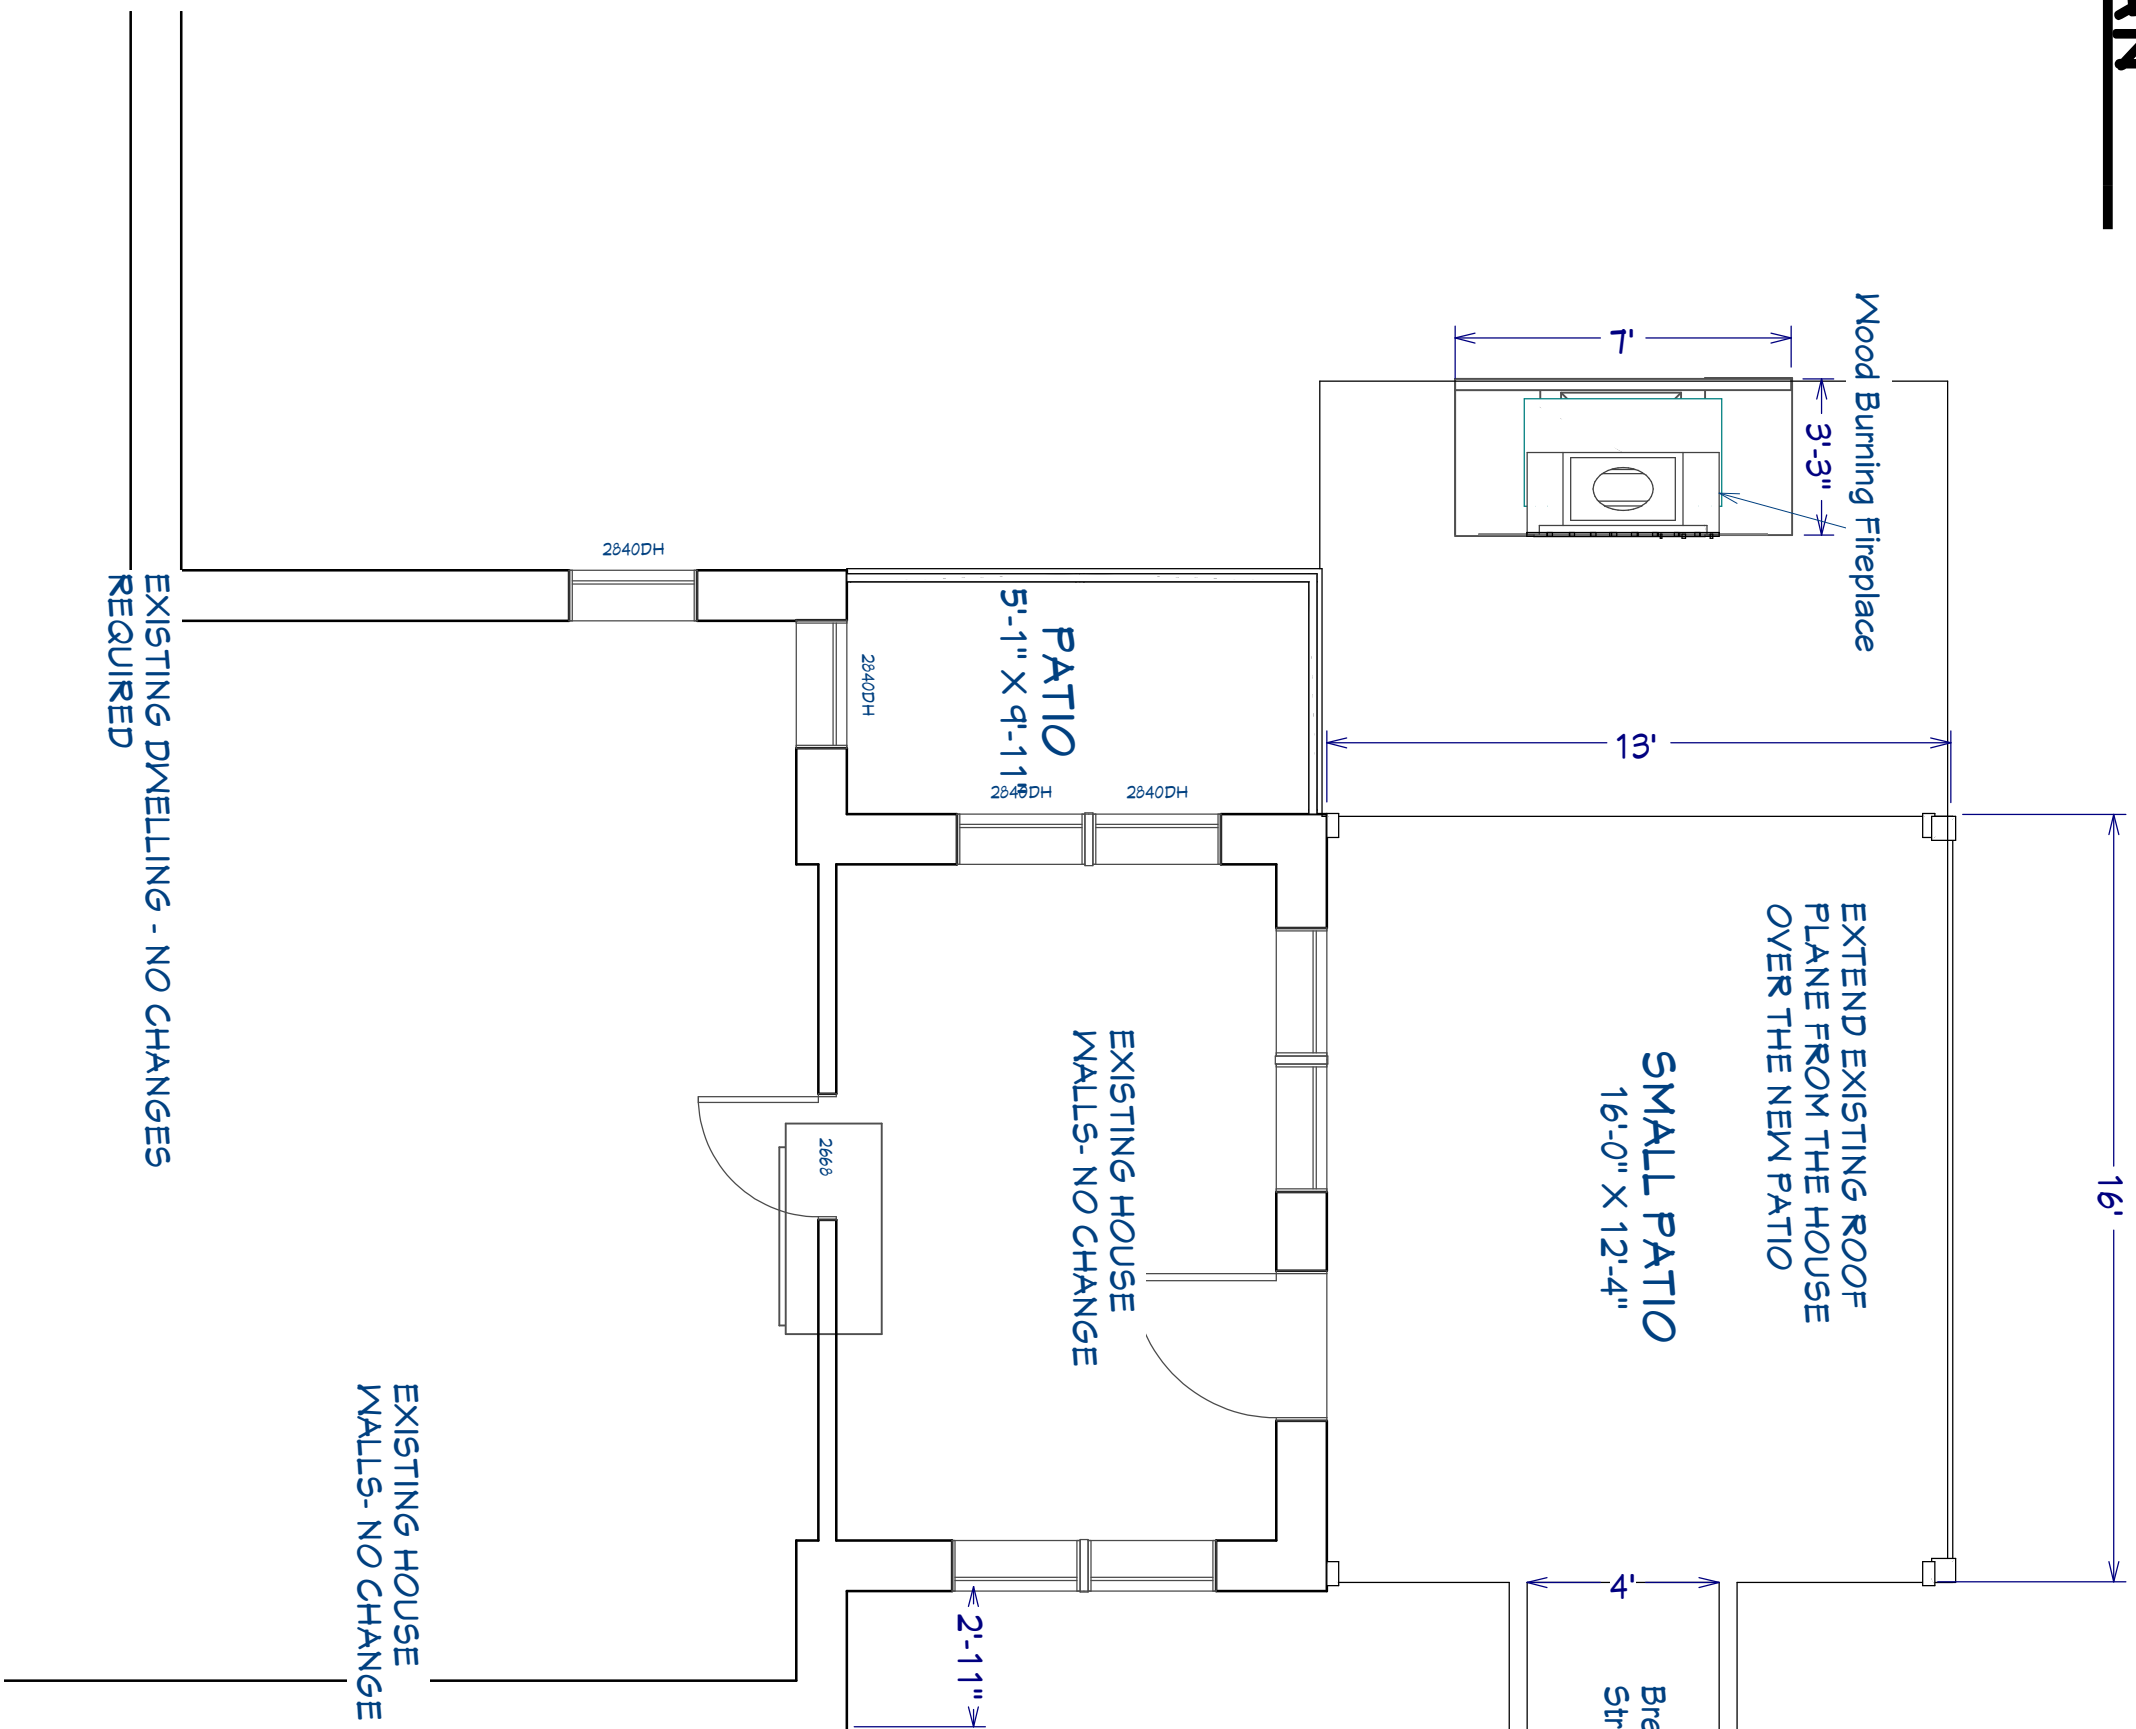 Wood Burning Fireplace
7'
3'-3"
2840DH
PATIO
5'-1" X 9'-11"
2840DH
2840DH
2840DH
13'
EXISTING DWELLING - NO CHANGES
REQUIRED
EXTEND EXISTING ROOF
PLANE FROM THE HOUSE
OVER THE NEW PATIO
SMALL PATIO
16'-0" X 12'-4"
16'
EXISTING HOUSE
WALLS- NO CHANGE
2668
EXISTING HOUSE
WALLS- NO CHANGE
4'
2'-11"